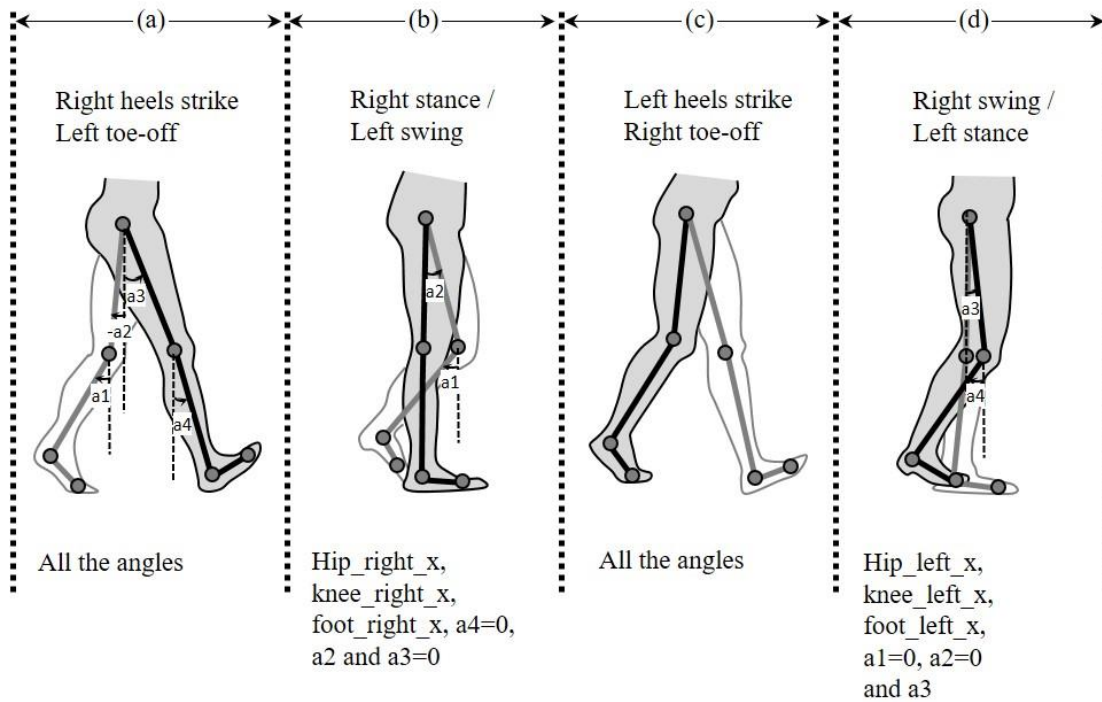 (a)
(b)
(c)
(d)
Right heels strike
Left toe-off
Right stance /
Left swing
Left heels strike
Right toe-off
Right swing /
Left stance
a3
-a2
a1
a4
a2
a1
a3
a4
All the angles
Hip_right_x,
knee_right_x,
foot_right_x, a4=0,
a2 and a3=0
All the angles
Hip_left_x,
knee_left_x,
foot_left_x,
a1=0, a2=0
and a3